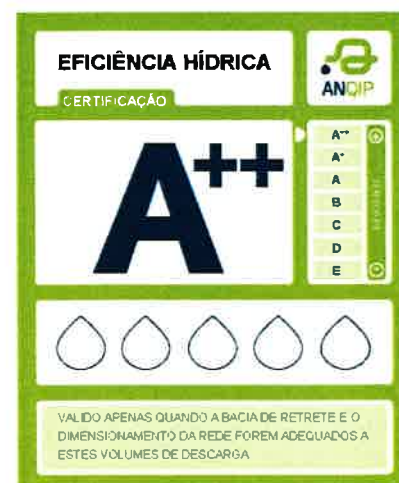 EFICIÊNCIA HÍDRICA
CERTIFICAÇÃO
ANQIP
A++
A++
A+
A
B
C
D
E
VALIDO APENAS QUANDO A BACIA DE RETRETE E O
DIMENSIONAMENTO DA REDE FOREM ADEQUADOS A
ESTES VOLUMES DE DESCARGA